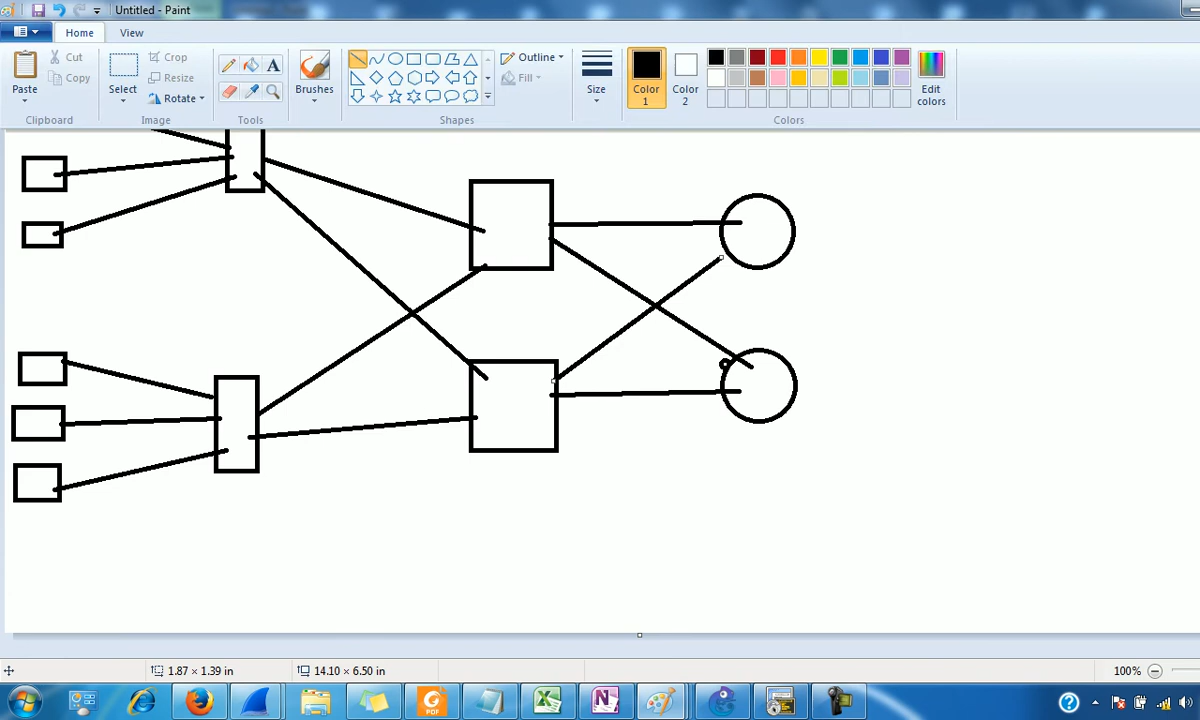 Untitled - Paint
Home
View
Paste
Cut
Copy
Clipboard
Select
Crop
Resize
Rotate
Image
A
Tools
Brushes
Outline
Fill
Shapes
Size
Color
1
Color
2
Colors
Edit
colors
1.87 × 1.39 in
14.10 × 6.50 in
100%
PDF